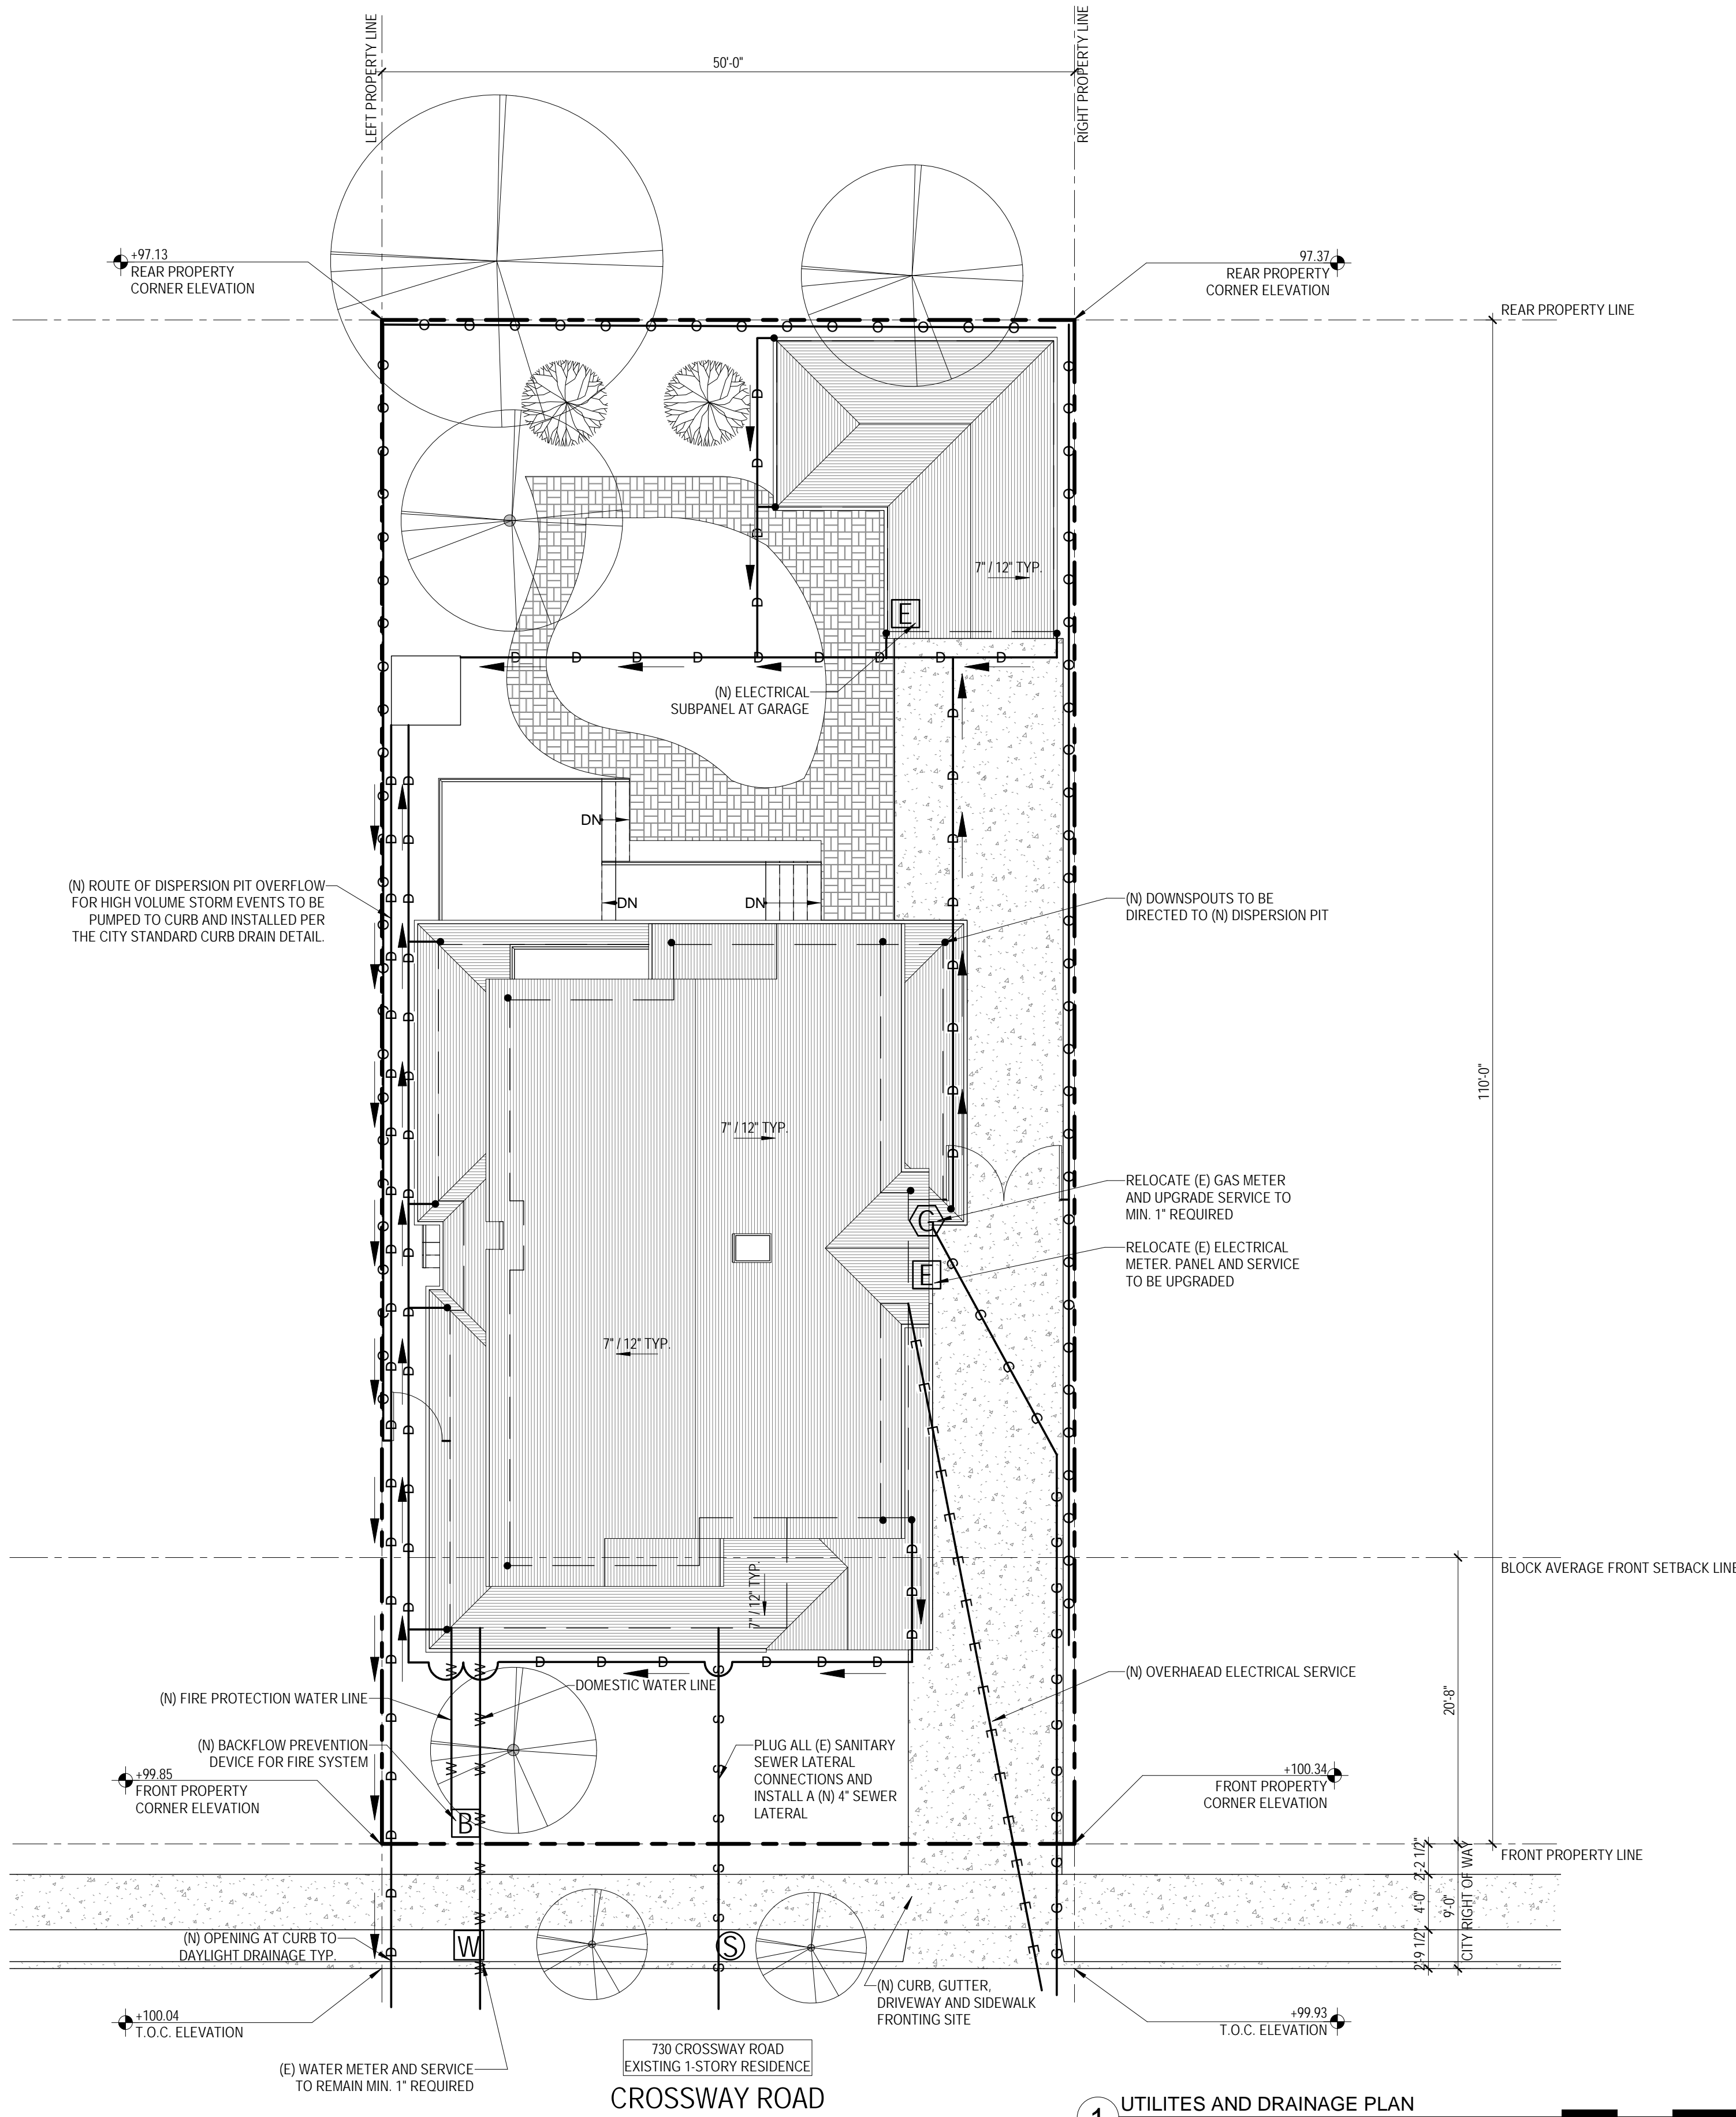 LEFT PROPERTY LINE
50'-0"
RIGHT PROPERTY LINE
+97.13
REAR PROPERTY
CORNER ELEVATION
97.37
REAR PROPERTY
CORNER ELEVATION
REAR PROPERTY LINE
7" / 12" TYP.
E
(N) ELECTRICAL
SUBPANEL AT GARAGE
DN
DN
DN
(N) ROUTE OF DISPERSION PIT OVERFLOW
FOR HIGH VOLUME STORM EVENTS TO BE
PUMPED TO CURB AND INSTALLED PER
THE CITY STANDARD CURB DRAIN DETAIL.
(N) DOWNSPOUTS TO BE
DIRECTED TO (N) DISPERSION PIT
110'-0"
7" / 12" TYP.
RELOCATE (E) GAS METER
AND UPGRADE SERVICE TO
MIN. 1" REQUIRED
G
RELOCATE (E) ELECTRICAL
METER. PANEL AND SERVICE
TO BE UPGRADED
E
7" / 12" TYP.
BLOCK AVERAGE FRONT SETBACK LINE
7" / 12" TYP.
(N) FIRE PROTECTION WATER LINE
DOMESTIC WATER LINE
(N) OVERHAEAD ELECTRICAL SERVICE
20'-8"
(N) BACKFLOW PREVENTION
DEVICE FOR FIRE SYSTEM
PLUG ALL (E) SANITARY
SEWER LATERAL
CONNECTIONS AND
INSTALL A (N) 4" SEWER
LATERAL
+99.85
FRONT PROPERTY
CORNER ELEVATION
+100.34
FRONT PROPERTY
CORNER ELEVATION
B
FRONT PROPERTY LINE
2'-2 1/2"
4'-0"
2'-9 1/2"
9'-0"
CITY RIGHT OF WAY
(N) OPENING AT CURB TO
DAYLIGHT DRAINAGE TYP.
W
S
(N) CURB, GUTTER,
DRIVEWAY AND SIDEWALK
FRONTING SITE
+100.04
T.O.C. ELEVATION
+99.93
T.O.C. ELEVATION
(E) WATER METER AND SERVICE
TO REMAIN MIN. 1" REQUIRED
730 CROSSWAY ROAD
EXISTING 1-STORY RESIDENCE
CROSSWAY ROAD
1
UTILITES AND DRAINAGE PLAN